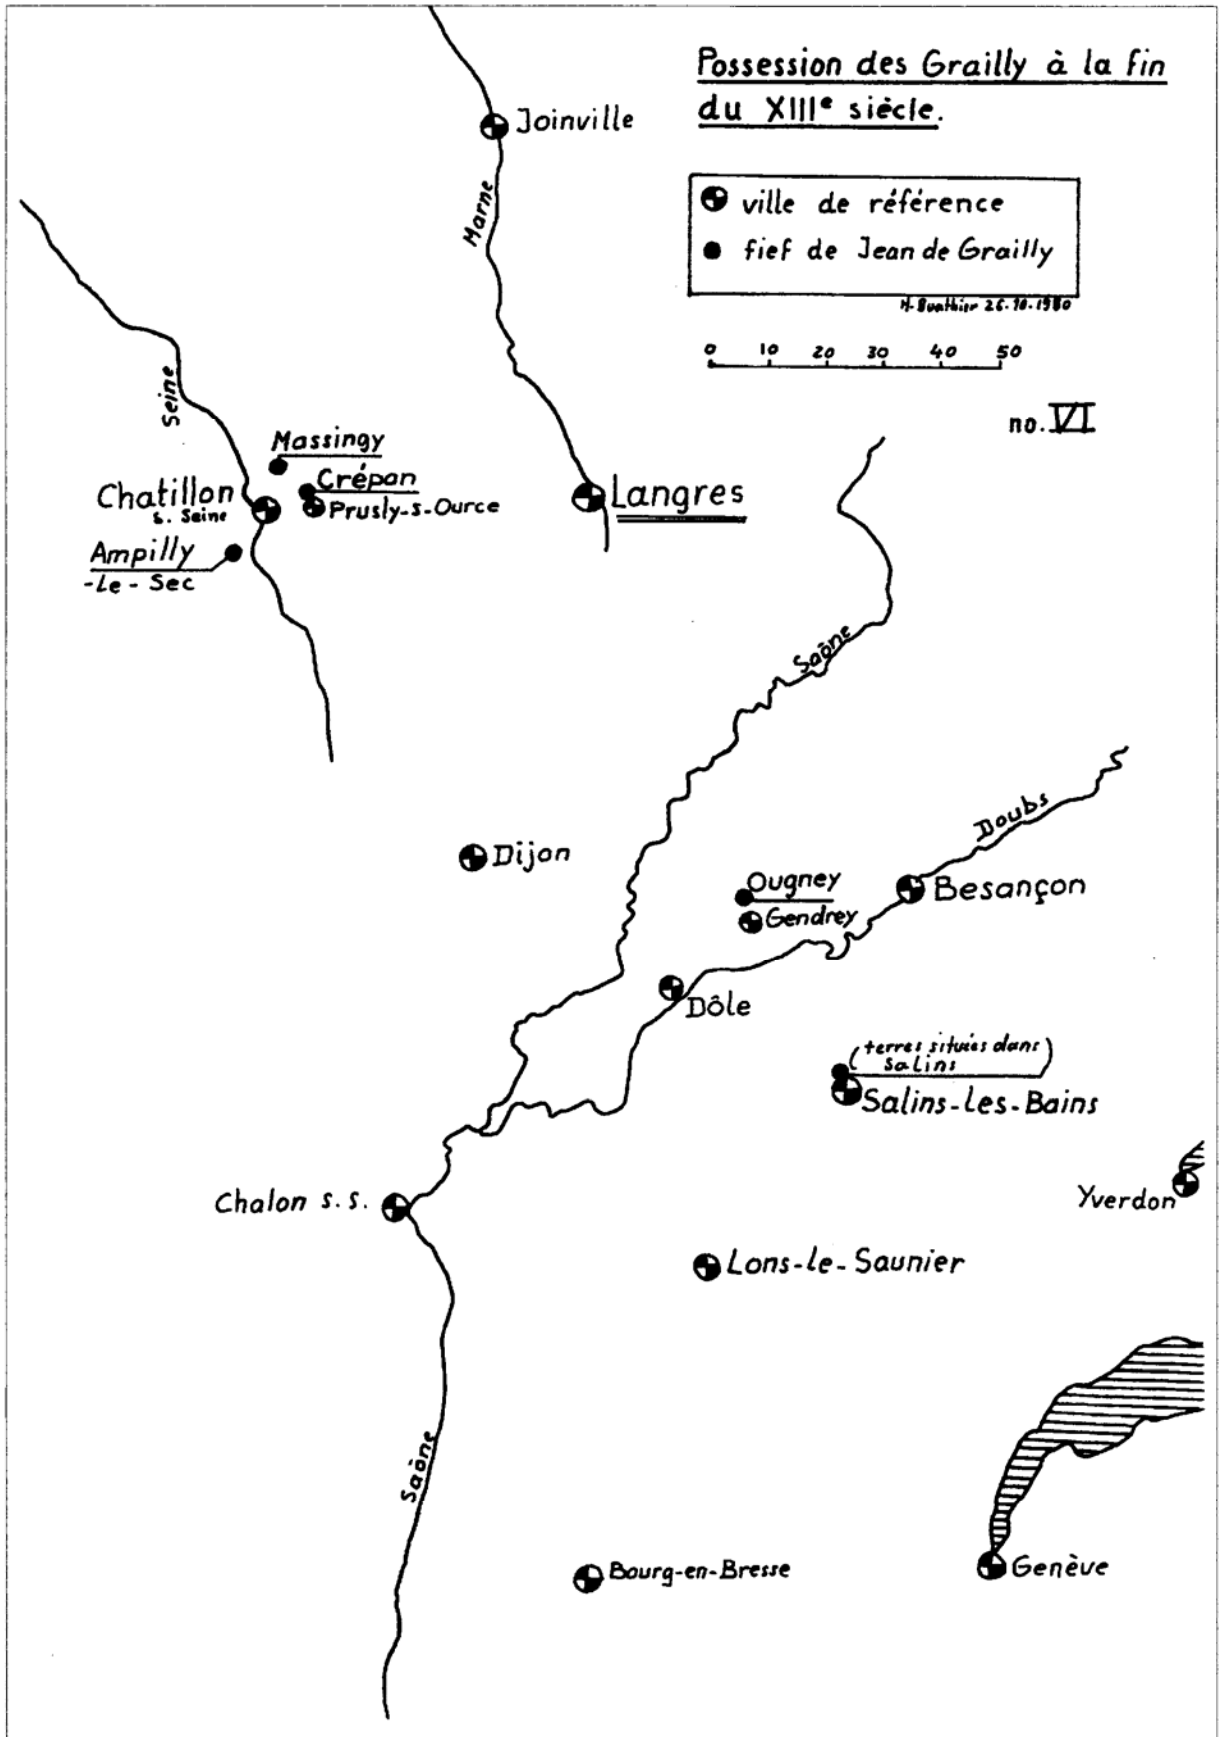 Possession des Grailly à la fin
du XIIIe siècle.
ville de référence
fief de Jean de Grailly
26.10.1980
0 10 20 30 40 50
no. VI
Joinville
Marne
Seine
Massingy
Crépan
Chatillon
s. Seine
Prusly-s-Ource
Langres
Ampilly
-Le-Sec
Saône
Doubs
Dijon
Ougney
Besançon
Gendrey
Dôle
(terres situées dans
Salins)
Salins-Les-Bains
Chalon s.s.
Yverdon
Lons-le-Saunier
Saône
Bourg-en-Bresse
Genève